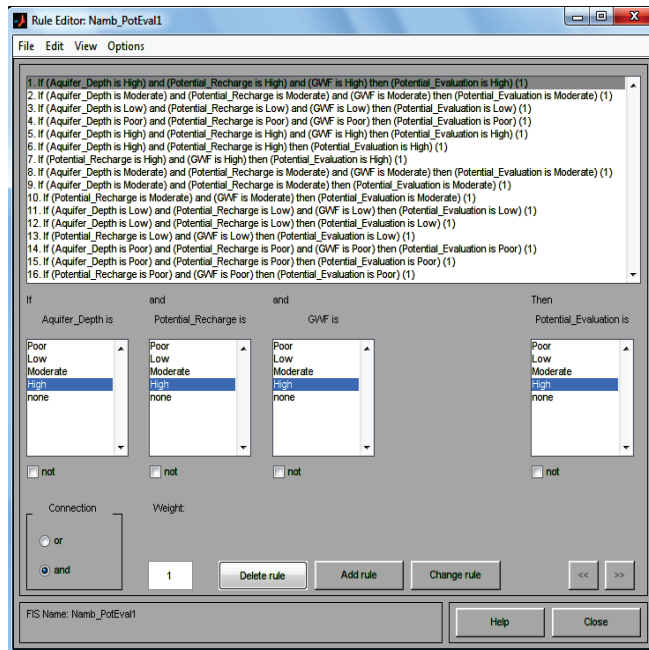 Rule Editor: Namb_PotEval1
File Edit View Options
1. If (Aquifer_Depth is High) and (Potential_Recharge is High) and (GWF is High) then (Potential_Evaluation is High) (1)
2. If (Aquifer_Depth is Moderate) and (Potential_Recharge is Moderate) and (GWF is Moderate) then (Potential_Evaluation is Moderate) (1)
3. If (Aquifer_Depth is Low) and (Potential_Recharge is Low) and (GWF is Low) then (Potential_Evaluation is Low) (1)
4. If (Aquifer_Depth is Poor) and (Potential_Recharge is Poor) and (GWF is Poor) then (Potential_Evaluation is Poor) (1)
5. If (Aquifer_Depth is High) and (Potential_Recharge is High) and (GWF is High) then (Potential_Evaluation is High) (1)
6. If (Aquifer_Depth is High) and (Potential_Recharge is High) then (Potential_Evaluation is High) (1)
7. If (Potential_Recharge is High) and (GWF is High) then (Potential_Evaluation is High) (1)
8. If (Aquifer_Depth is Moderate) and (Potential_Recharge is Moderate) and (GWF is Moderate) then (Potential_Evaluation is Moderate) (1)
9. If (Aquifer_Depth is Moderate) and (Potential_Recharge is Moderate) then (Potential_Evaluation is Moderate) (1)
10. If (Potential_Recharge is Moderate) and (GWF is Moderate) then (Potential_Evaluation is Moderate) (1)
11. If (Aquifer_Depth is Low) and (Potential_Recharge is Low) and (GWF is Low) then (Potential_Evaluation is Low) (1)
12. If (Aquifer_Depth is Low) and (Potential_Recharge is Low) then (Potential_Evaluation is Low) (1)
13. If (Potential_Recharge is Low) and (GWF is Low) then (Potential_Evaluation is Low) (1)
14. If (Aquifer_Depth is Poor) and (Potential_Recharge is Poor) and (GWF is Poor) then (Potential_Evaluation is Poor) (1)
15. If (Aquifer_Depth is Poor) and (Potential_Recharge is Poor) then (Potential_Evaluation is Poor) (1)
16. If (Potential_Recharge is Poor) and (GWF is Poor) then (Potential_Evaluation is Poor) (1)
If and and Then
Aquifer_Depth is Potential_Recharge is GWF is Potential_Evaluation is
Poor Poor Poor Poor
Low Low Low Low
Moderate Moderate Moderate Moderate
High High High High
none none none none
not not not not
Connection Weight:
or
and 1 Delete rule Add rule Change rule << >>
FIS Name: Namb_PotEval1 Help Close